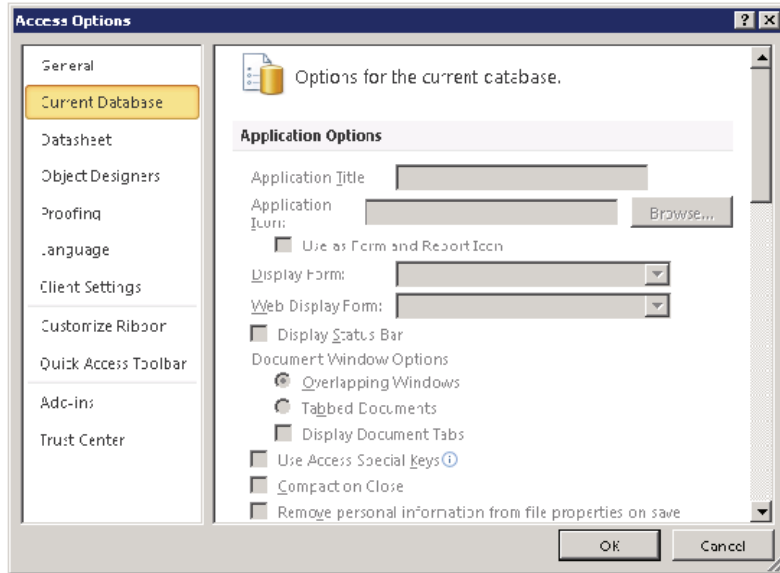 Access Options
General
Current Database
Datasheet
Object Designers
Proofing
Language
Client Settings
Customize Ribbon
Quick Access Toolbar
Add-ins
Trust Center
Options for the current database.
Application Options
Application Title
Application Icon:
Browse...
Use as Form and Report Icon
Display Form:
Web Display Form:
Display Status Bar
Document Window Options
Overlapping Windows
Tabbed Documents
Display Document Tabs
Use Access Special Keys
Compact on Close
Remove personal information from file properties on save
OK
Cancel